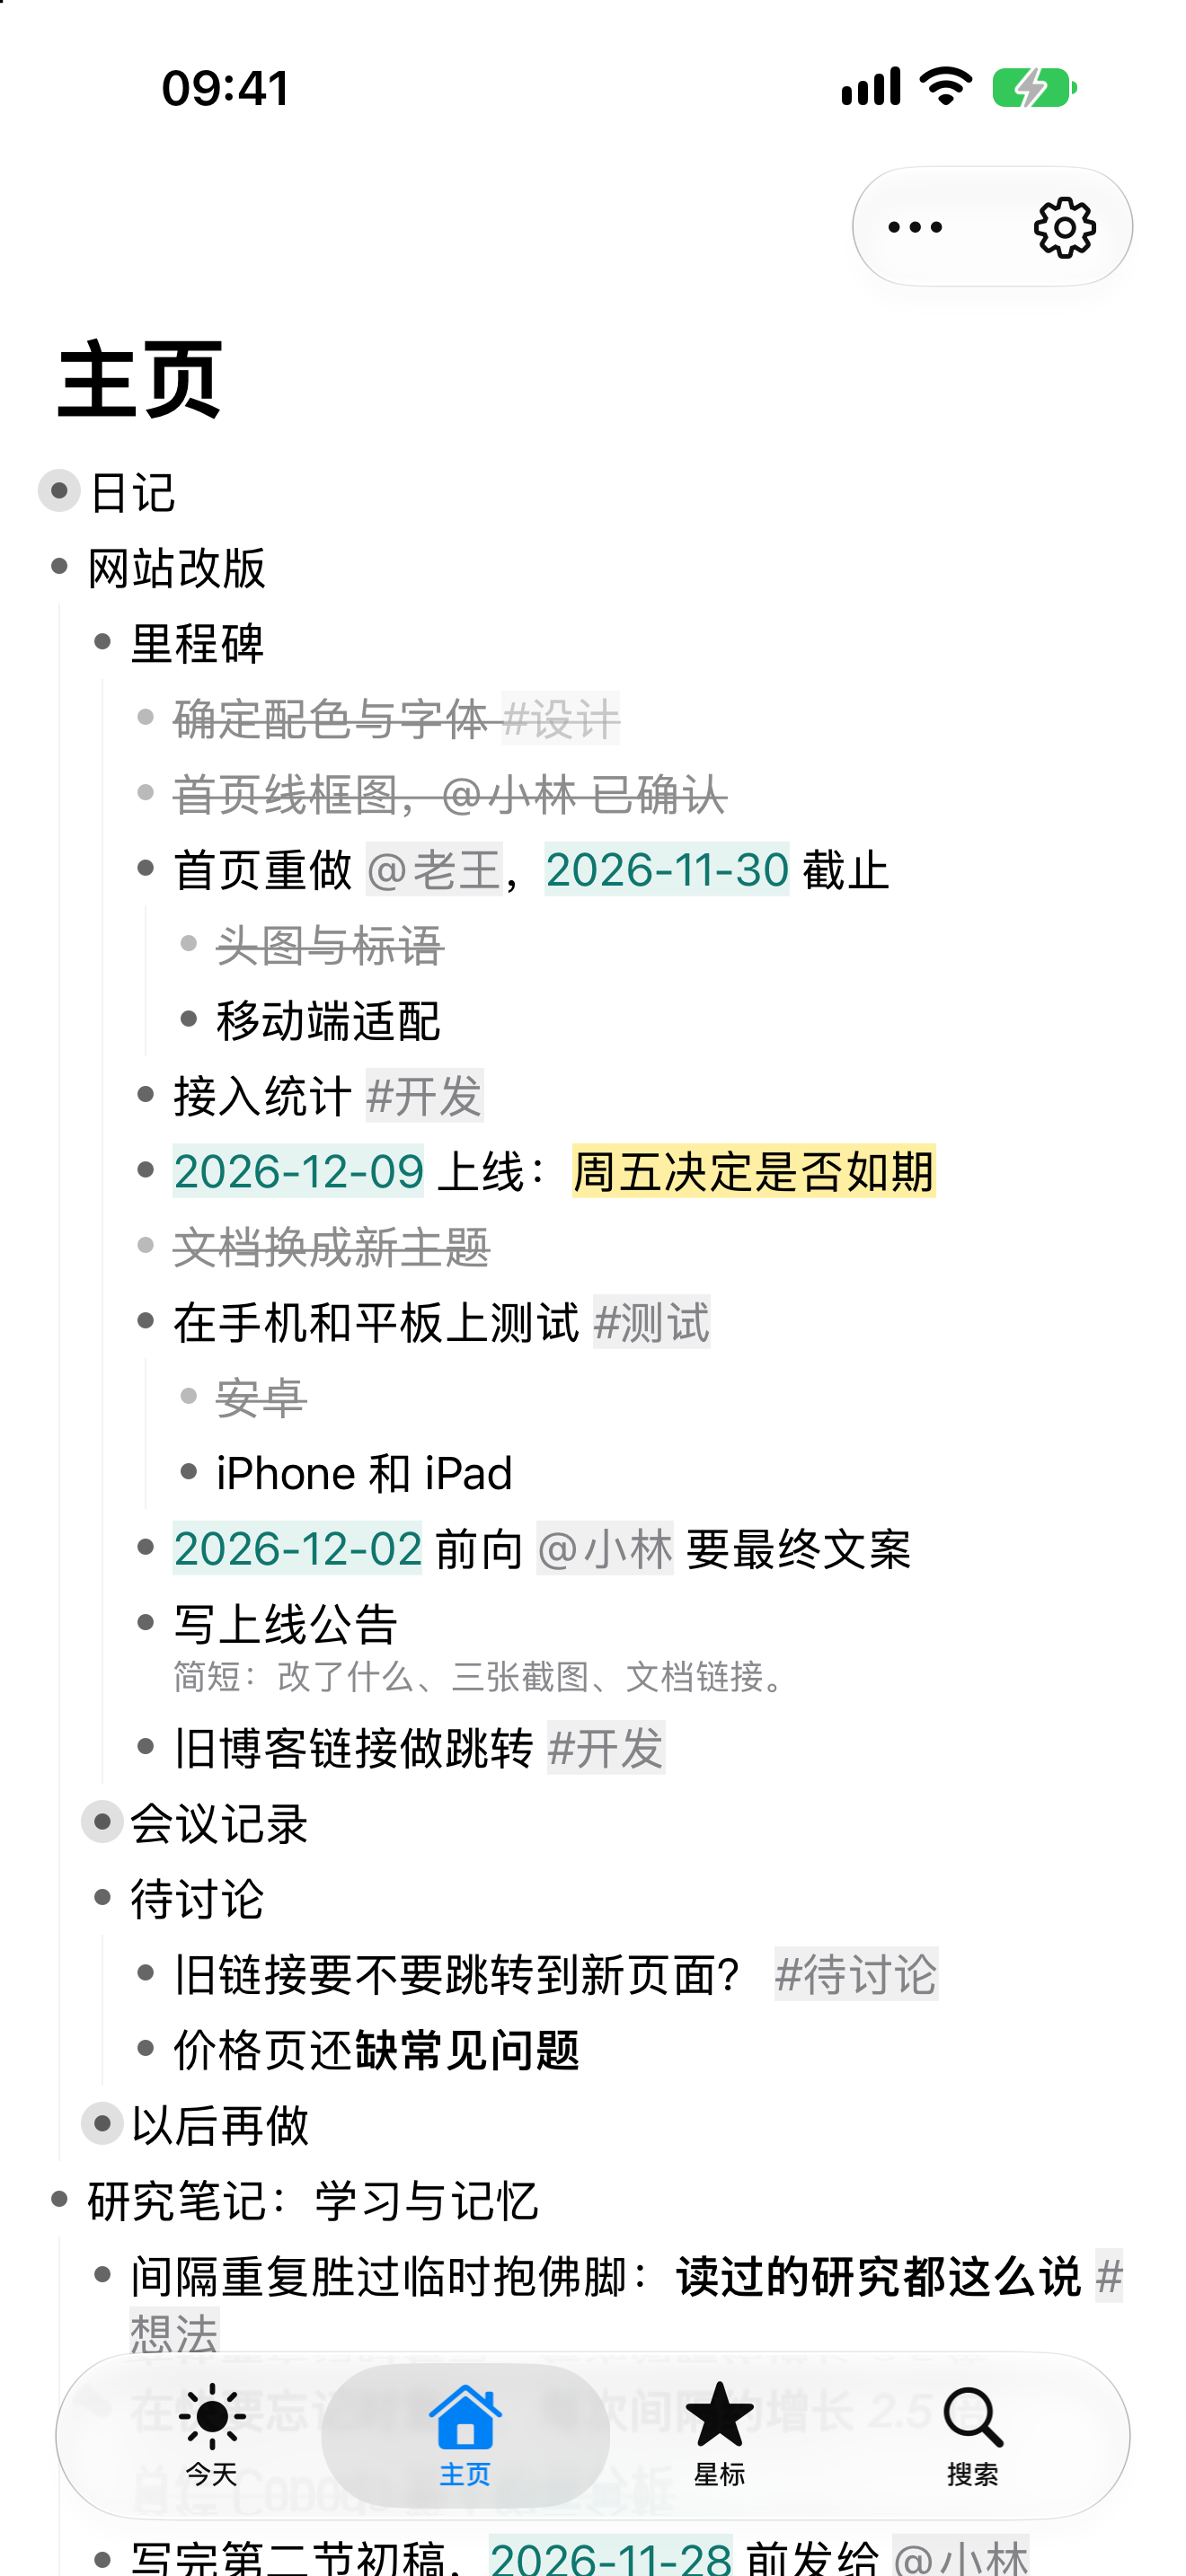 09:41
主页
日记
网站改版
里程碑
确定配色与字体 #设计
首页线框图，@小林 已确认
首页重做 @老王，2026-11-30 截止
头图与标语
移动端适配
接入统计 #开发
2026-12-09 上线：周五决定是否如期
文档换成新主题
在手机和平板上测试 #测试
安卓
iPhone 和 iPad
2026-12-02 前向 @小林 要最终文案
写上线公告
简短：改了什么、三张截图、文档链接。
旧博客链接做跳转 #开发
会议记录
待讨论
旧链接要不要跳转到新页面？ #待讨论
价格页还缺常见问题
以后再做
研究笔记：学习与记忆
间隔重复胜过临时抱佛脚：读过的研究都这么说 #
想法
今天
主页
星标
搜索
写完第二节初稿，2026-11-28 前发给 @小林